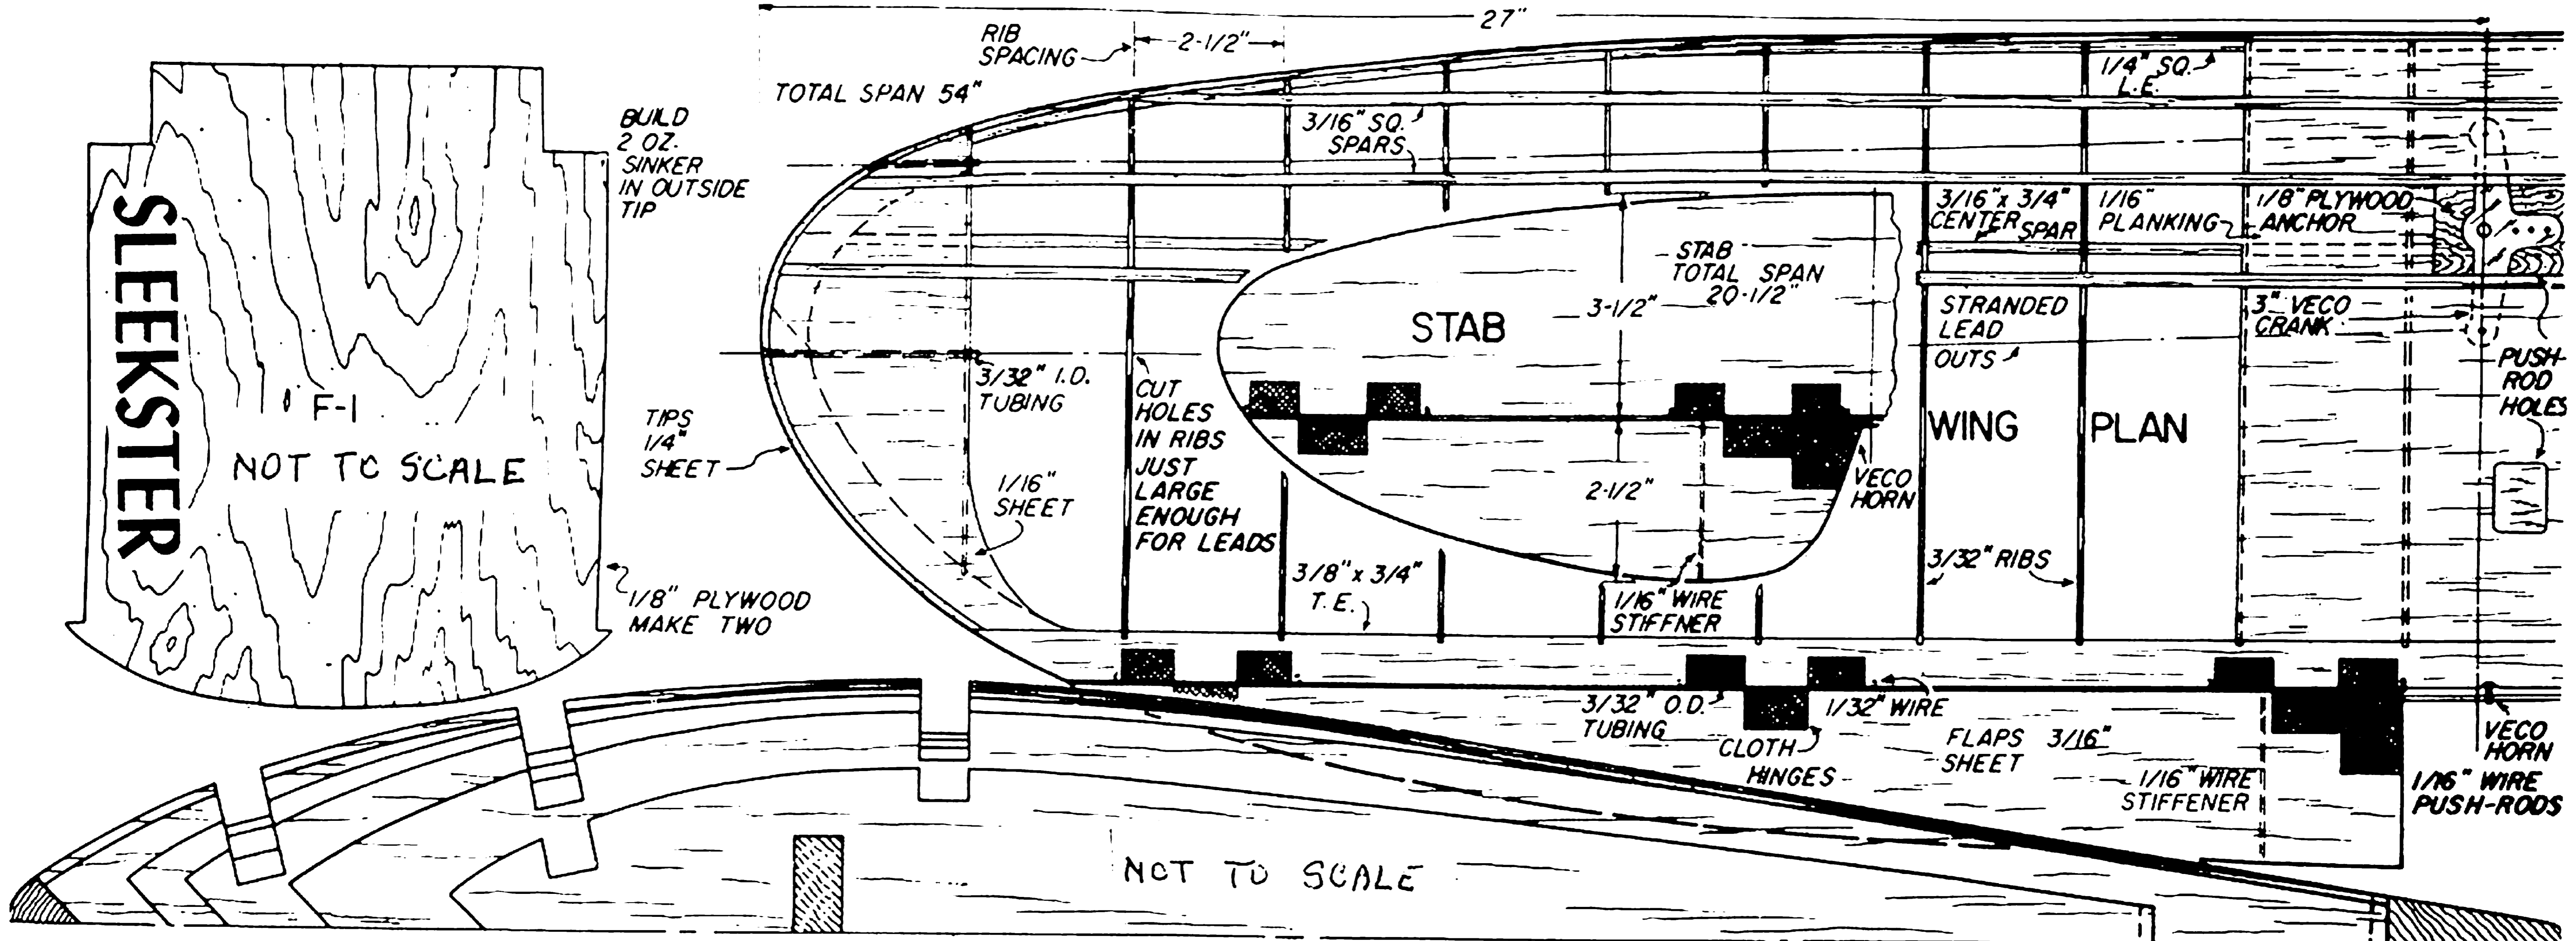 27"
RIB
SPACING
2-1/2"
TOTAL SPAN 54"
BUILD
2 OZ.
SINKER
IN OUTSIDE
TIP
1/4" SQ.
L.E.
3/16" SQ.
SPARS
SLEEKSTER
F-1
NOT TO SCALE
1/8" PLYWOOD
MAKE TWO
3/16" x 3/4"
CENTER SPAR
1/16"
PLANKING
1/8" PLYWOOD
ANCHOR
STAB
TOTAL SPAN
20-1/2"
3-1/2"
STAB
STRANDED
LEAD
OUTS
3" VECO
CRANK
PUSH-
ROD
HOLES
3/32" I.D.
TUBING
CUT
HOLES
IN RIBS
JUST
LARGE
ENOUGH
FOR LEADS
TIPS
1/4"
SHEET
1/16"
SHEET
WING PLAN
2-1/2"
VECO
HORN
3/8" x 3/4"
T.E.
1/16" WIRE
STIFFNER
3/32" RIBS
3/32" O.D.
TUBING
1/32" WIRE
CLOTH
HINGES
FLAPS 3/16"
SHEET
1/16" WIRE
STIFFENER
VECO
HORN
1/16" WIRE
PUSH-RODS
NOT TO SCALE